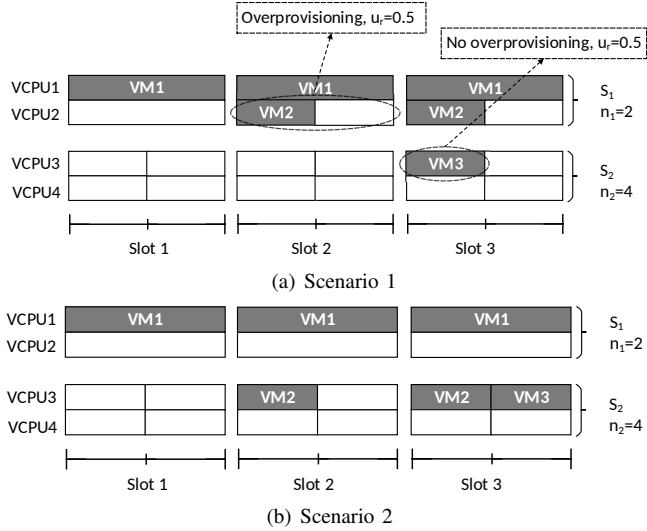 Overprovisioning, uᵣ=0.5
No overprovisioning, uᵣ=0.5
VCPU1 VM1 VM1 VM1 S₁
VCPU2 VM2 VM2 n₁=2
VCPU3 VM3 S₂
VCPU4 n₂=4
Slot 1 Slot 2 Slot 3
(a) Scenario 1
VCPU1 VM1 VM1 VM1 S₁
VCPU2 n₁=2
VCPU3 VM2 VM2 VM3 S₂
VCPU4 n₂=4
Slot 1 Slot 2 Slot 3
(b) Scenario 2